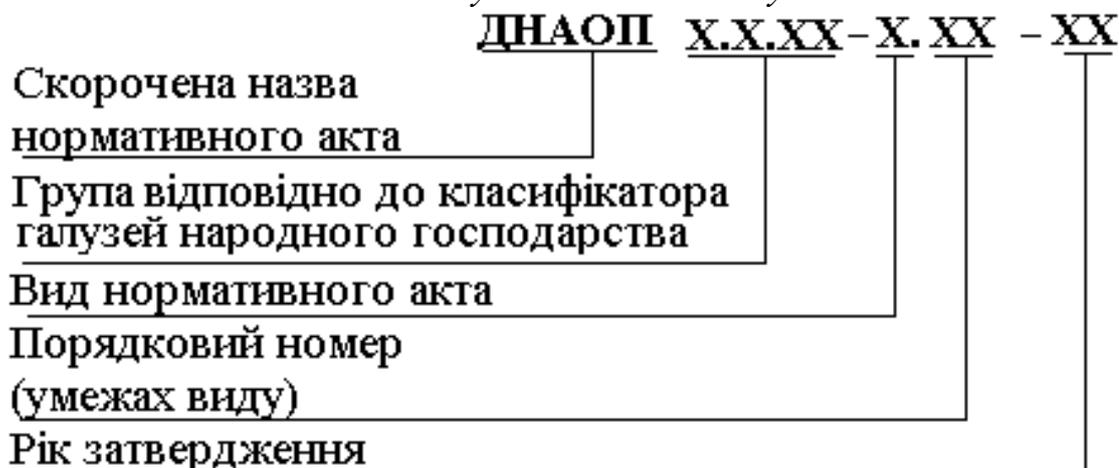 ДНАОП Х.Х.ХХ – Х. ХХ – ХХ
Скорочена назва
нормативного акта
Група відповідно до класифікатора
галузей народного господарства
Вид нормативного акта
Порядковий номер
(умежах виду)
Рік затвердження